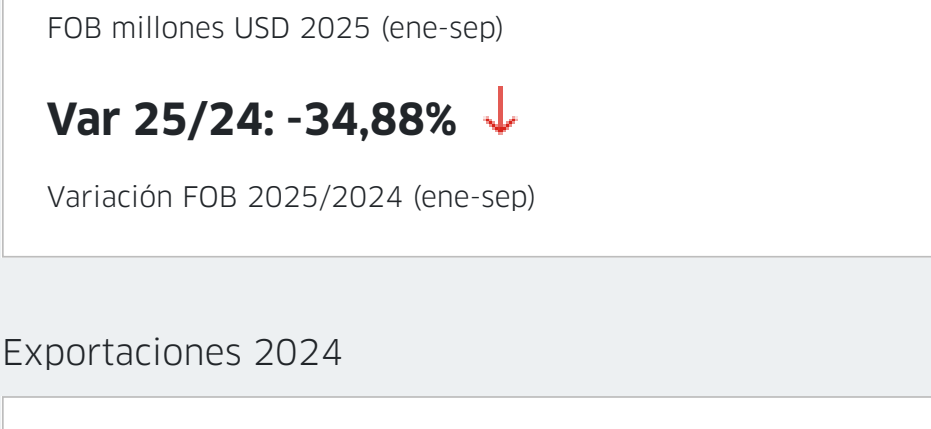 FOB millones USD 2025 (ene-sep)
Var 25/24: -34,88%
Variación FOB 2025/2024 (ene-sep)
Exportaciones 2024